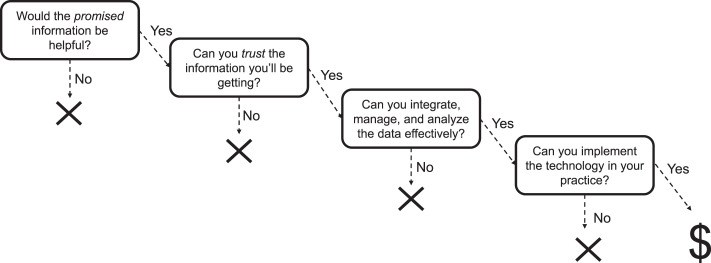 Would the promised
information be
helpful?
Yes
No
Can you trust the
information you'll be
getting?
Yes
No
Can you integrate,
manage, and analyze
the data effectively?
Yes
No
Can you implement
the technology in your
practice?
Yes
No
$